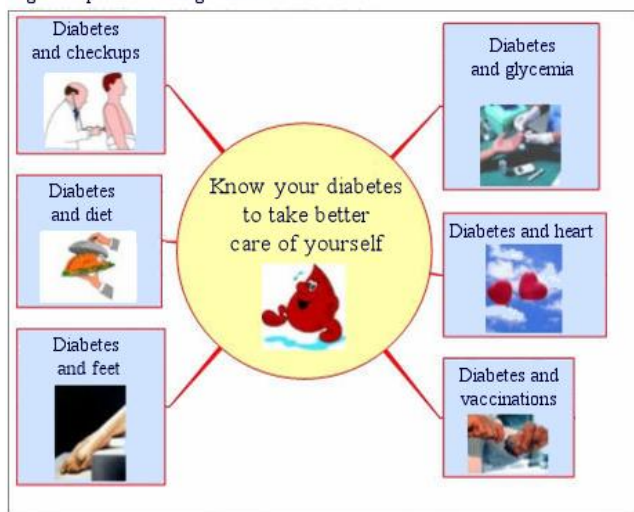 Diabetes
and checkups
Diabetes
and glycemia
Know your diabetes
to take better
care of yourself
Diabetes
and diet
Diabetes and heart
Diabetes
and feet
Diabetes and
vaccinations